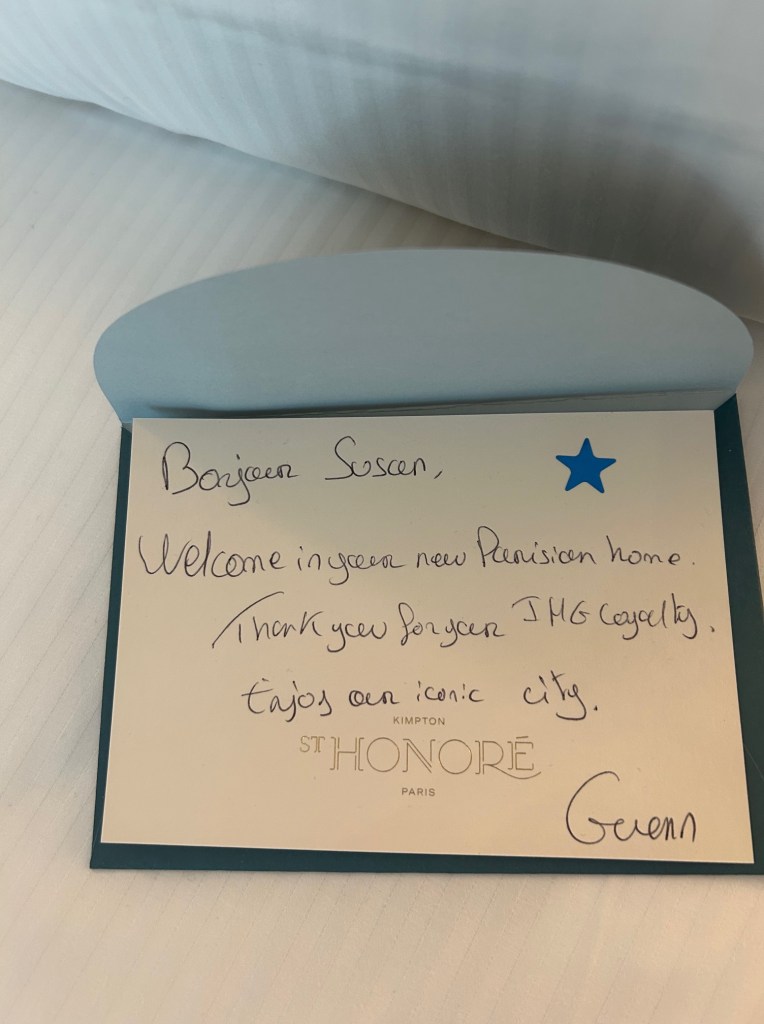 Bonjour Susan,
Welcome in your new Parisian home.
Thank you for your IHG Loyalty.
Enjoy our iconic city.
KIMPTON
ST HONORÉ
PARIS
Gwenn